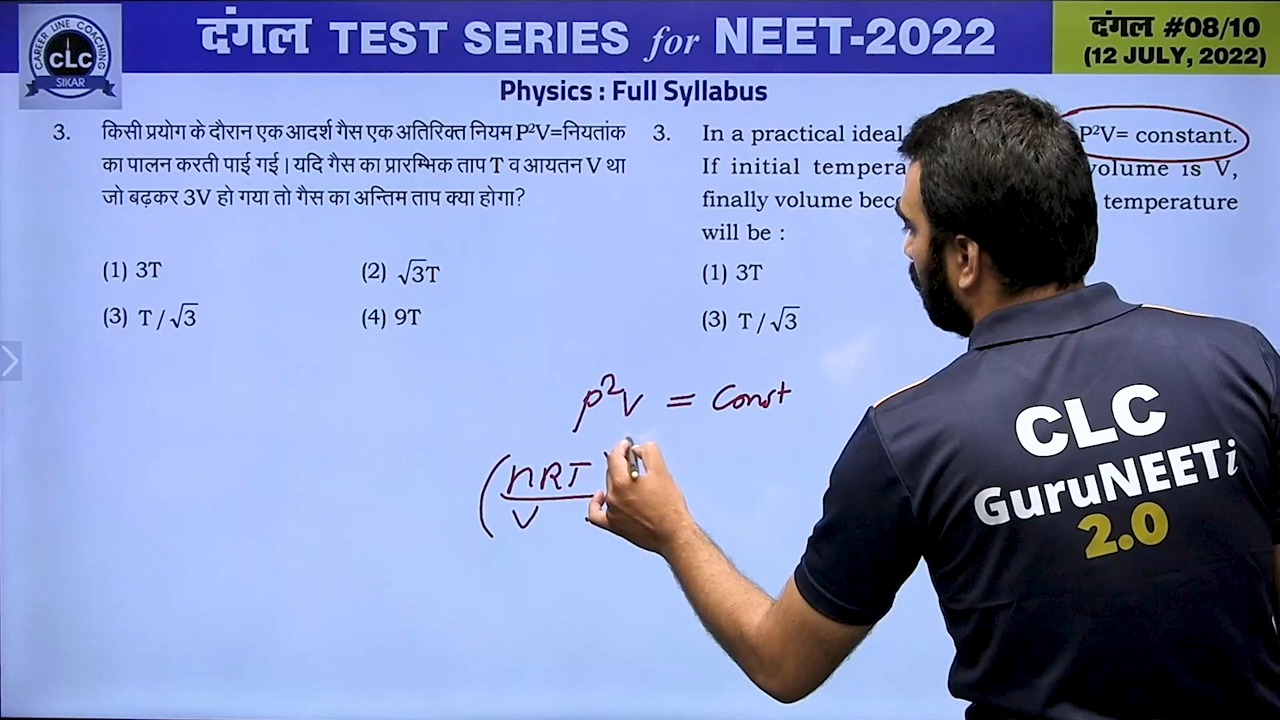 दंगल TEST SERIES for NEET-2022
दंगल #08/10
(12 JULY, 2022)
CAREER LINE COACHING
CLC
SIKAR
Physics : Full Syllabus
3. किसी प्रयोग के दौरान एक आदर्श गैस एक अतिरिक्त नियम P²V=नियतांक
का पालन करती पाई गई। यदि गैस का प्रारम्भिक ताप T व आयतन V था
जो बढ़कर 3V हो गया तो गैस का अन्तिम ताप क्या होगा?
(1) 3T (2) √3T
(3) T/√3 (4) 9T
3. In a practical ideal P²V= constant.
If initial volume is V,
finally volume temperature
will be :
(1) 3T
(3) T/√3
P²V = Const
(nRT
V
CLC
GuruNEETi
2.0